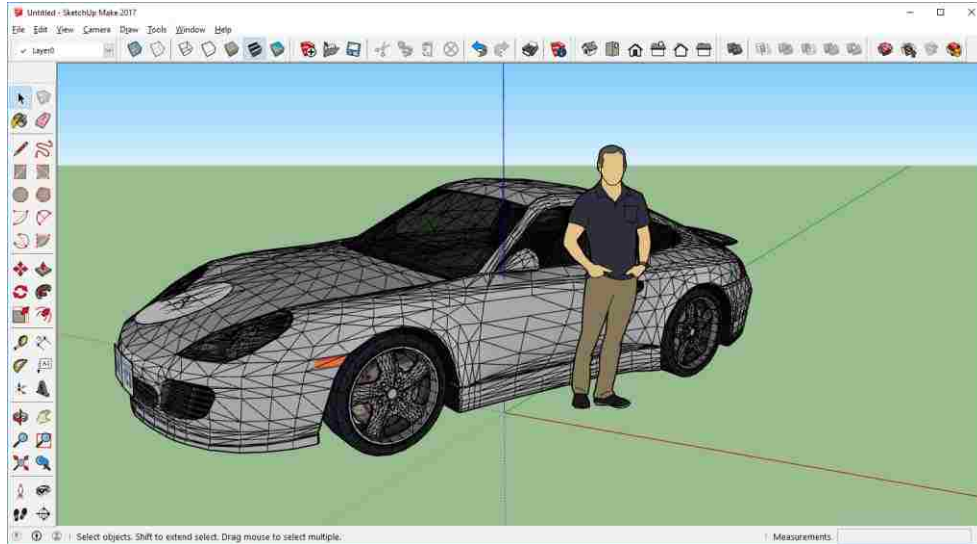 Untitled - SketchUp Make 2017
File Edit View Camera Draw Tools Window Help
Layer0
Select objects. Shift to extend select. Drag mouse to select multiple.
Measurements